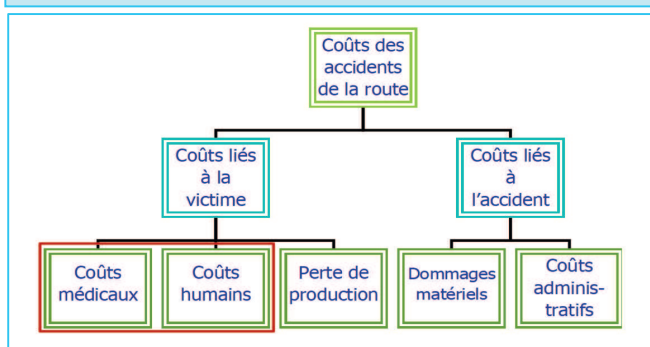 Coûts des
accidents
de la route
Coûts liés
à la
victime
Coûts liés
à
l'accident
Coûts
médicaux
Coûts
humains
Perte de
production
Dommages
matériels
Coûts
adminis-
tratifs